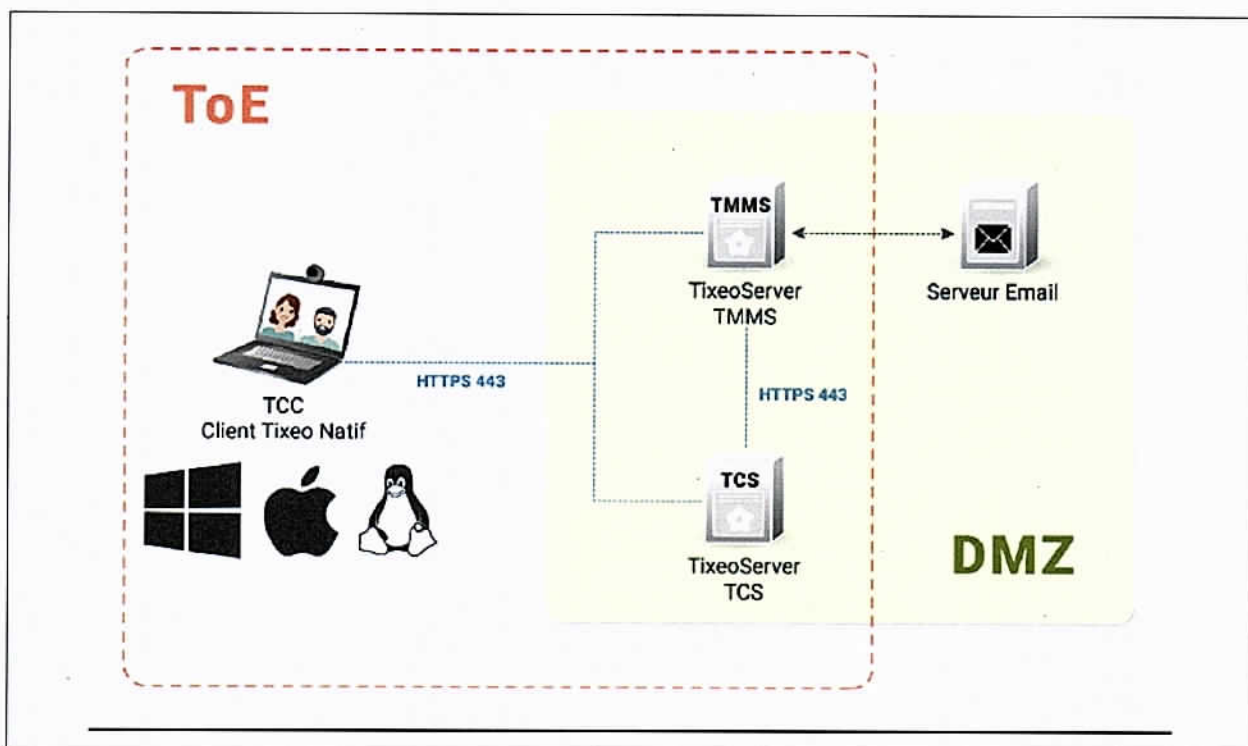 ToE
TMMS
TixeoServer
TMMS
Serveur Email
HTTPS 443
TCC
Client Tixeo Natif
HTTPS 443
TCS
TixeoServer
TCS
DMZ